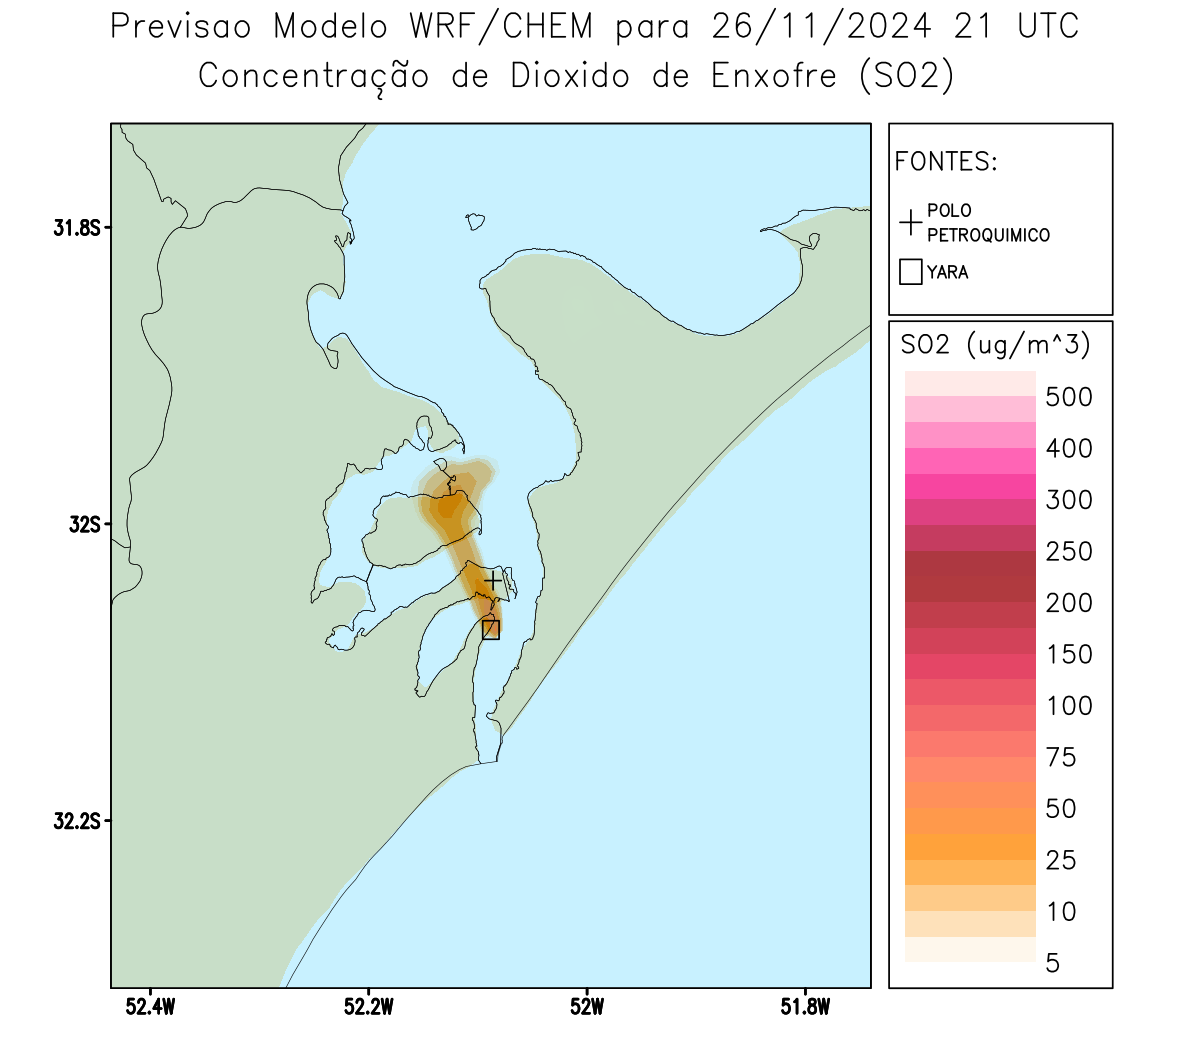 Previsao Modelo WRF/CHEM para 26/11/2024 21 UTC
Concentração de Dioxido de Enxofre (SO2)
FONTES:
POLO
PETROQUIMICO
YARA
31.8S
32S
32.2S
52.4W
52.2W
52W
51.8W
SO2 (ug/m^3)
500
400
300
250
200
150
100
75
50
25
10
5